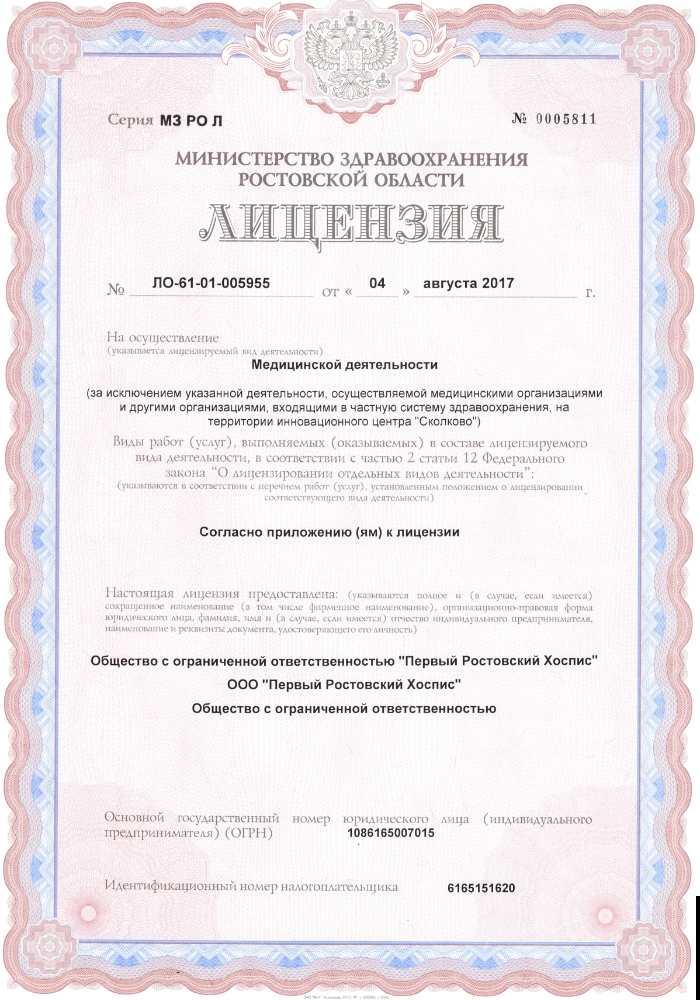 Серия МЗ РО Л № 0005811
МИНИСТЕРСТВО ЗДРАВООХРАНЕНИЯ
РОСТОВСКОЙ ОБЛАСТИ
ЛИЦЕНЗИЯ
№ ЛО-61-01-005955 от « 04 » августа 2017 г.
На осуществление
(указывается лицензируемый вид деятельности)
Медицинской деятельности
(за исключением указанной деятельности, осуществляемой медицинскими организациями
и другими организациями, входящими в частную систему здравоохранения, на
территории инновационного центра "Сколково")
Виды работ (услуг), выполняемых (оказываемых) в составе лицензируемого
вида деятельности, в соответствии с частью 2 статьи 12 Федерального
закона “О лицензировании отдельных видов деятельности”:
(указываются в соответствии с перечнем работ (услуг), установленным положением о лицензировании
соответствующего вида деятельности)
Согласно приложению (ям) к лицензии
Настоящая лицензия предоставлена: (указываются полное и (в случае, если имеется)
сокращенное наименование (в том числе фирменное наименование), организационно-правовая форма
юридического лица, фамилия, имя и (в случае, если имеется) отчество индивидуального предпринимателя,
наименование и реквизиты документа, удостоверяющего его личность)
Общество с ограниченной ответственностью "Первый Ростовский Хоспис"
ООО "Первый Ростовский Хоспис"
Общество с ограниченной ответственностью
Основной государственный номер юридического лица (индивидуального
предпринимателя) (ОГРН) 1086165007015
Идентификационный номер налогоплательщика 6165151620